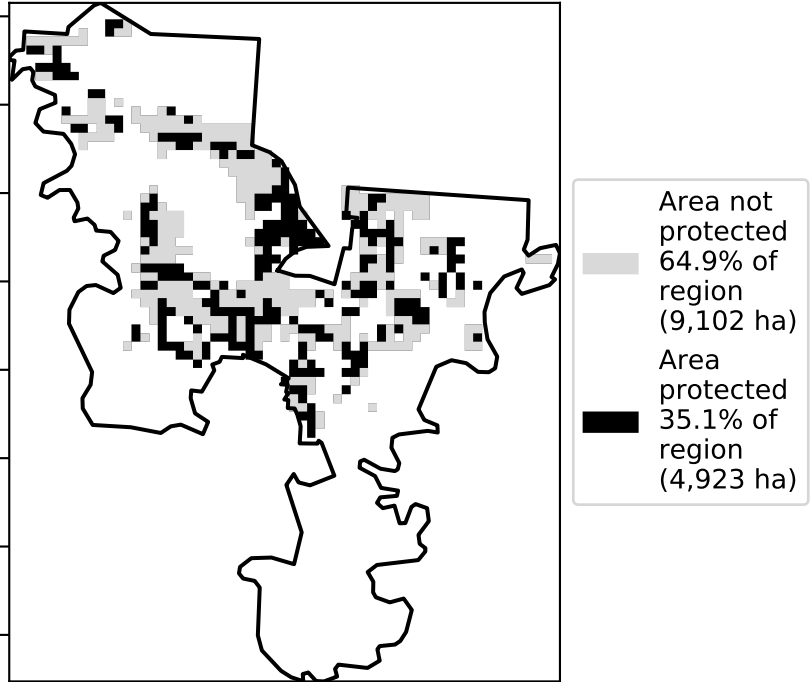 Area not
protected
64.9% of
region
(9,102 ha)
Area
protected
35.1% of
region
(4,923 ha)